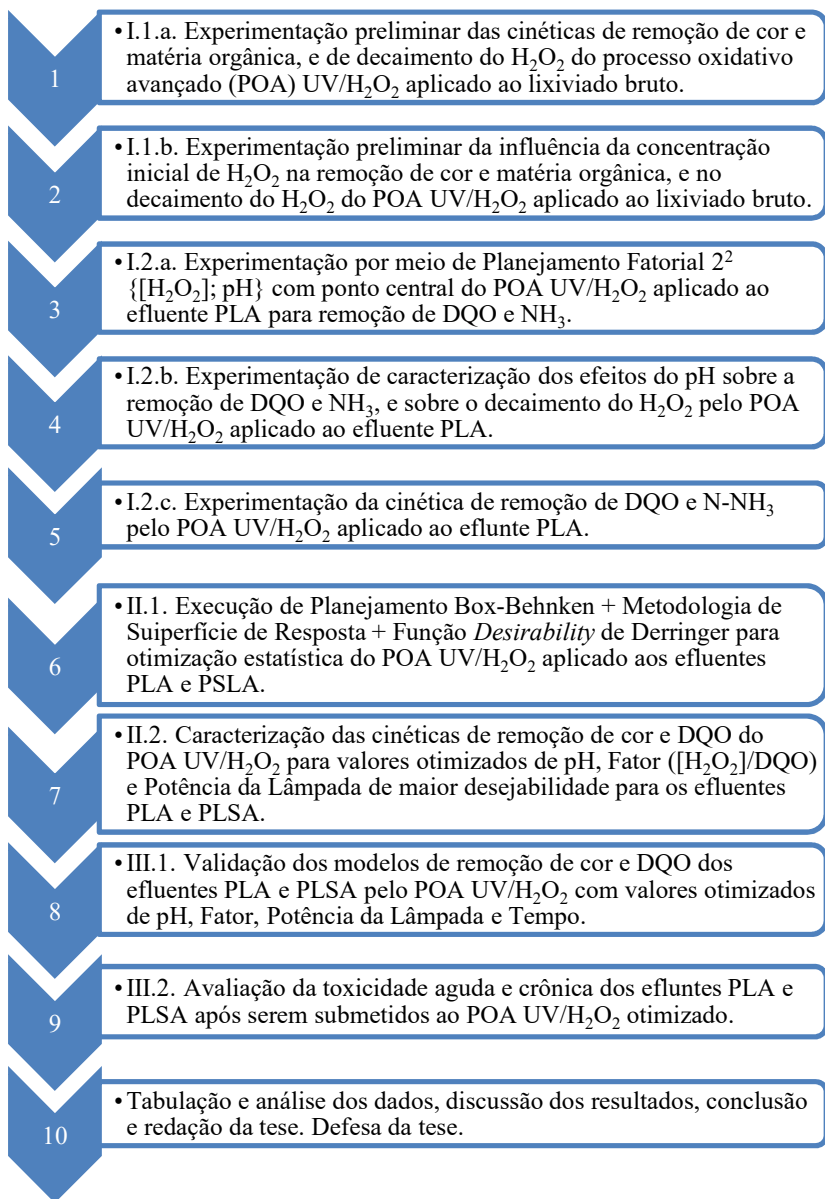 1
•I.1.a. Experimentação preliminar das cinéticas de remoção de cor e
matéria orgânica, e de decaimento do H₂O₂ do processo oxidativo
avançado (POA) UV/H₂O₂ aplicado ao lixiviado bruto.
2
•I.1.b. Experimentação preliminar da influência da concentração
inicial de H₂O₂ na remoção de cor e matéria orgânica, e no
decaimento do H₂O₂ do POA UV/H₂O₂ aplicado ao lixiviado bruto.
3
•I.2.a. Experimentação por meio de Planejamento Fatorial 2²
{[H₂O₂]; pH} com ponto central do POA UV/H₂O₂ aplicado ao
efluente PLA para remoção de DQO e NH₃.
4
•I.2.b. Experimentação de caracterização dos efeitos do pH sobre a
remoção de DQO e NH₃, e sobre o decaimento do H₂O₂ pelo POA
UV/H₂O₂ aplicado ao efluente PLA.
5
•I.2.c. Experimentação da cinética de remoção de DQO e N-NH₃
pelo POA UV/H₂O₂ aplicado ao eflunte PLA.
6
•II.1. Execução de Planejamento Box-Behnken + Metodologia de
Suiperfície de Resposta + Função Desirability de Derringer para
otimização estatística do POA UV/H₂O₂ aplicado aos efluentes
PLA e PSLA.
7
•II.2. Caracterização das cinéticas de remoção de cor e DQO do
POA UV/H₂O₂ para valores otimizados de pH, Fator ([H₂O₂]/DQO)
e Potência da Lâmpada de maior desejabilidade para os efluentes
PLA e PLSA.
8
•III.1. Validação dos modelos de remoção de cor e DQO dos
efluentes PLA e PLSA pelo POA UV/H₂O₂ com valores otimizados
de pH, Fator, Potência da Lâmpada e Tempo.
9
•III.2. Avaliação da toxicidade aguda e crônica dos efluntes PLA e
PLSA após serem submetidos ao POA UV/H₂O₂ otimizado.
10
•Tabulação e análise dos dados, discussão dos resultados, conclusão
e redação da tese. Defesa da tese.